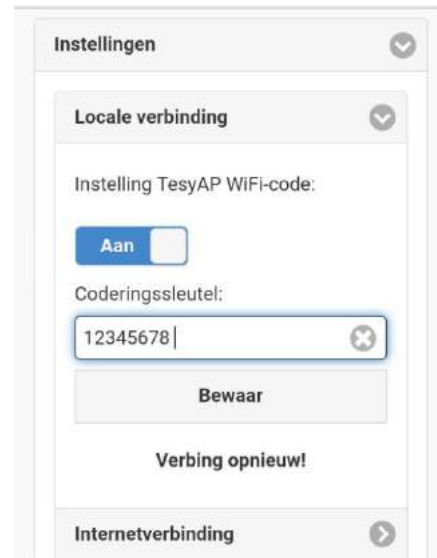 Instellingen
Locale verbinding
Instelling TesyAP WiFi-code:
Aan
Coderingssleutel:
12345678
Bewaar
Verbing opnieuw!
Internetverbinding